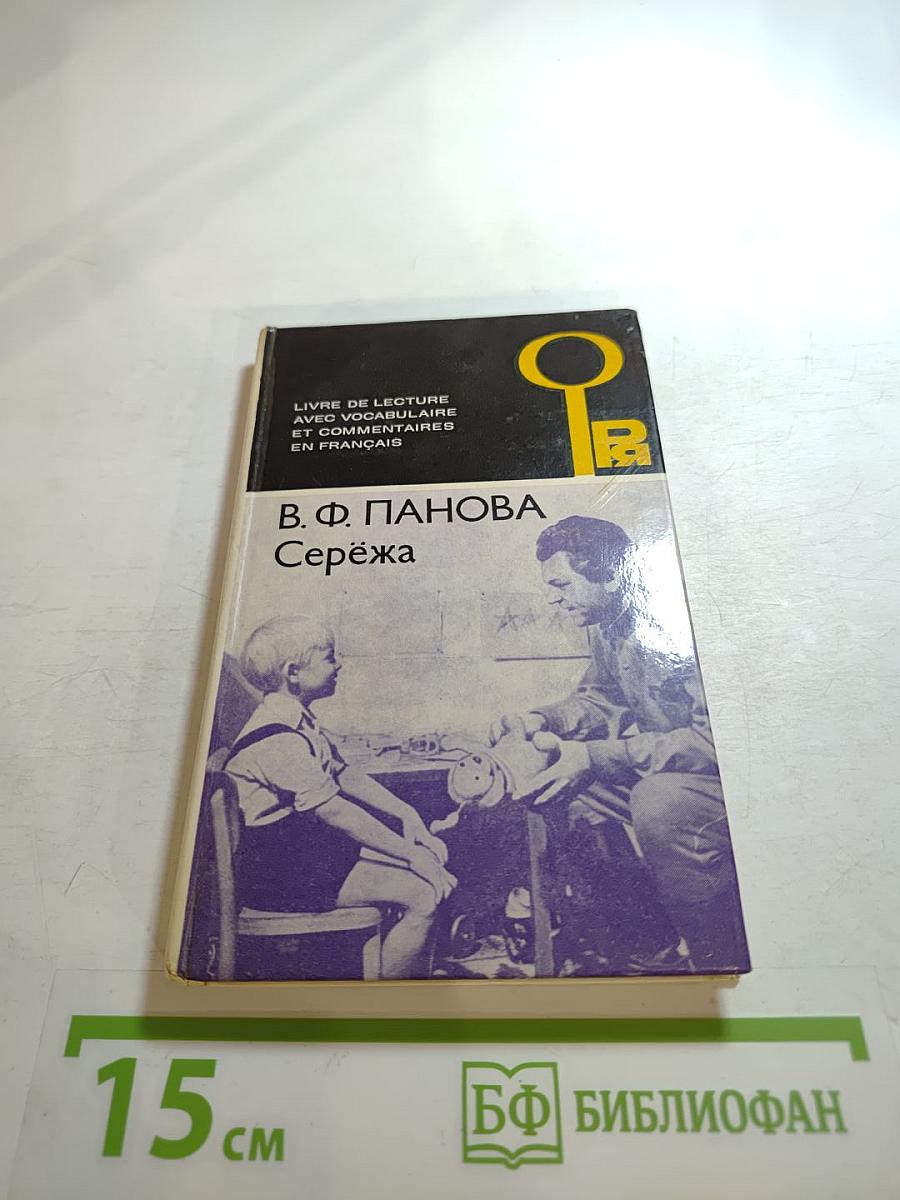 LIVRE DE LECTURE
AVEC VOCABULAIRE
ET COMMENTAIRES
EN FRANÇAIS
РЯ
В. Ф. ПАНОВА
Серёжа
15 см
БФ БИБЛИОФАН